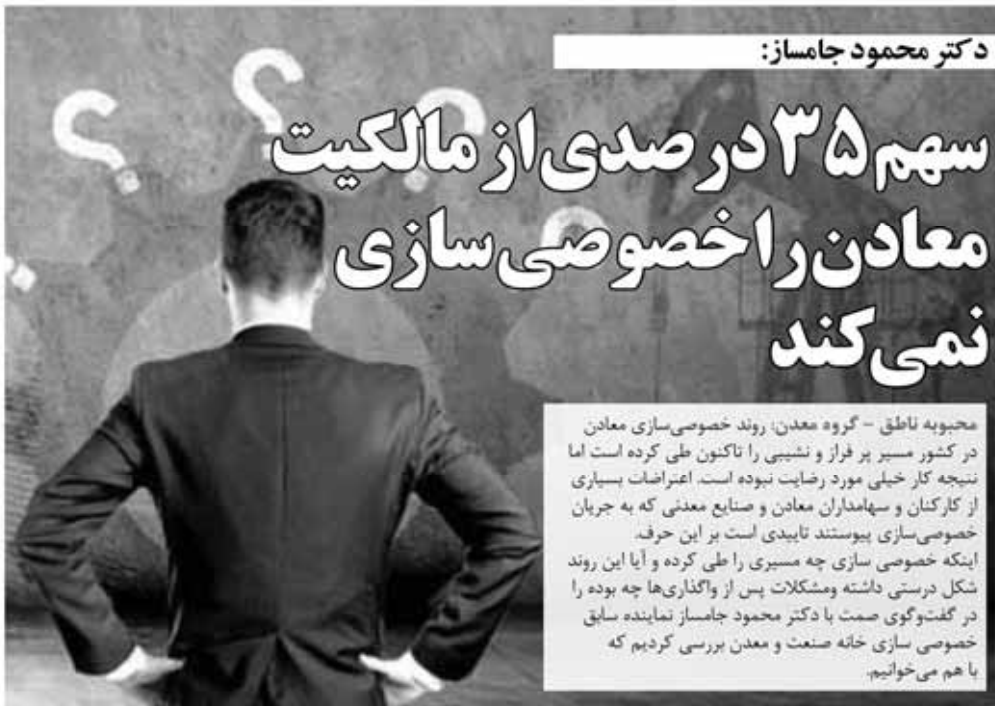 دکتر محمود جامساز:
سهم ۳۵ درصدی از مالکیت
معادن را خصوصی‌سازی
نمی‌کند
محبوبه ناطق - گروه معدن: روند خصوصی‌سازی معادن
در کشور مسیر پر فراز و نشیبی را تاکنون طی کرده است اما
نتیجه کار خیلی مورد رضایت نبوده است. اعتراضات بسیاری
از کارکنان و سهامداران معادن و صنایع معدنی که به جریان
خصوصی‌سازی پیوستند تاییدی است بر این حرف.
اینکه خصوصی سازی چه مسیری را طی کرده و آیا این روند
شکل درستی داشته ومشکلات پس از واگذاری‌ها چه بوده را
در گفت‌وگوی صمت با دکتر محمود جامساز نماینده سابق
خصوصی سازی خانه صنعت و معدن بررسی کردیم که
با هم می‌خوانیم.